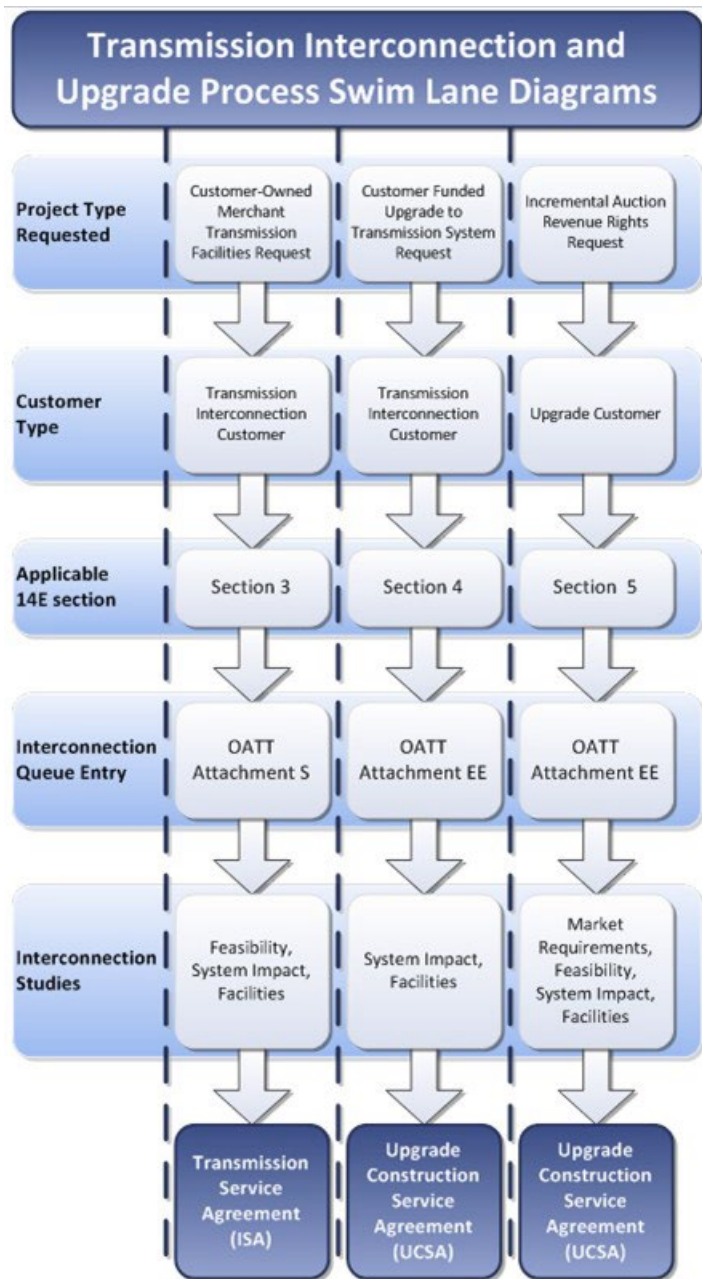 Transmission Interconnection and
Upgrade Process Swim Lane Diagrams
Project Type
Requested
Customer-Owned
Merchant
Transmission
Facilities Request
Customer Funded
Upgrade to
Transmission System
Request
Incremental Auction
Revenue Rights
Request
Customer
Type
Transmission
Interconnection
Customer
Transmission
Interconnection
Customer
Upgrade Customer
Applicable
14E section
Section 3
Section 4
Section 5
Interconnection
Queue Entry
OATT
Attachment S
OATT
Attachment EE
OATT
Attachment EE
Interconnection
Studies
Feasibility,
System Impact,
Facilities
System Impact,
Facilities
Market
Requirements,
Feasibility,
System Impact,
Facilities
Transmission
Service
Agreement
(ISA)
Upgrade
Construction
Service
Agreement
(UCSA)
Upgrade
Construction
Service
Agreement
(UCSA)